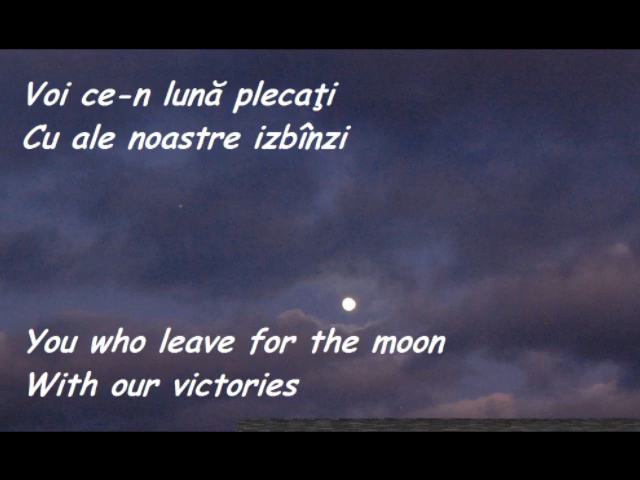 Voi ce-n lună plecaţi
Cu ale noastre izbînzi
You who leave for the moon
With our victories